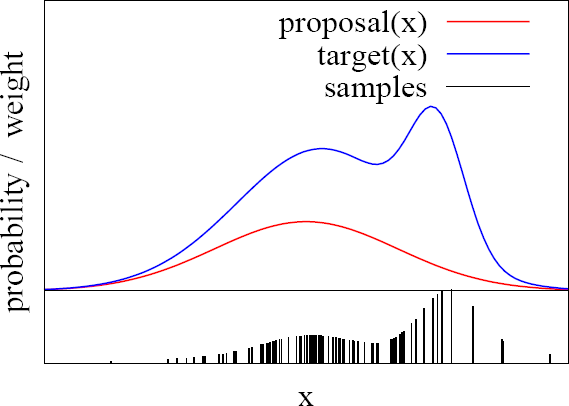 proposal(x)
target(x)
samples
probability / weight
x